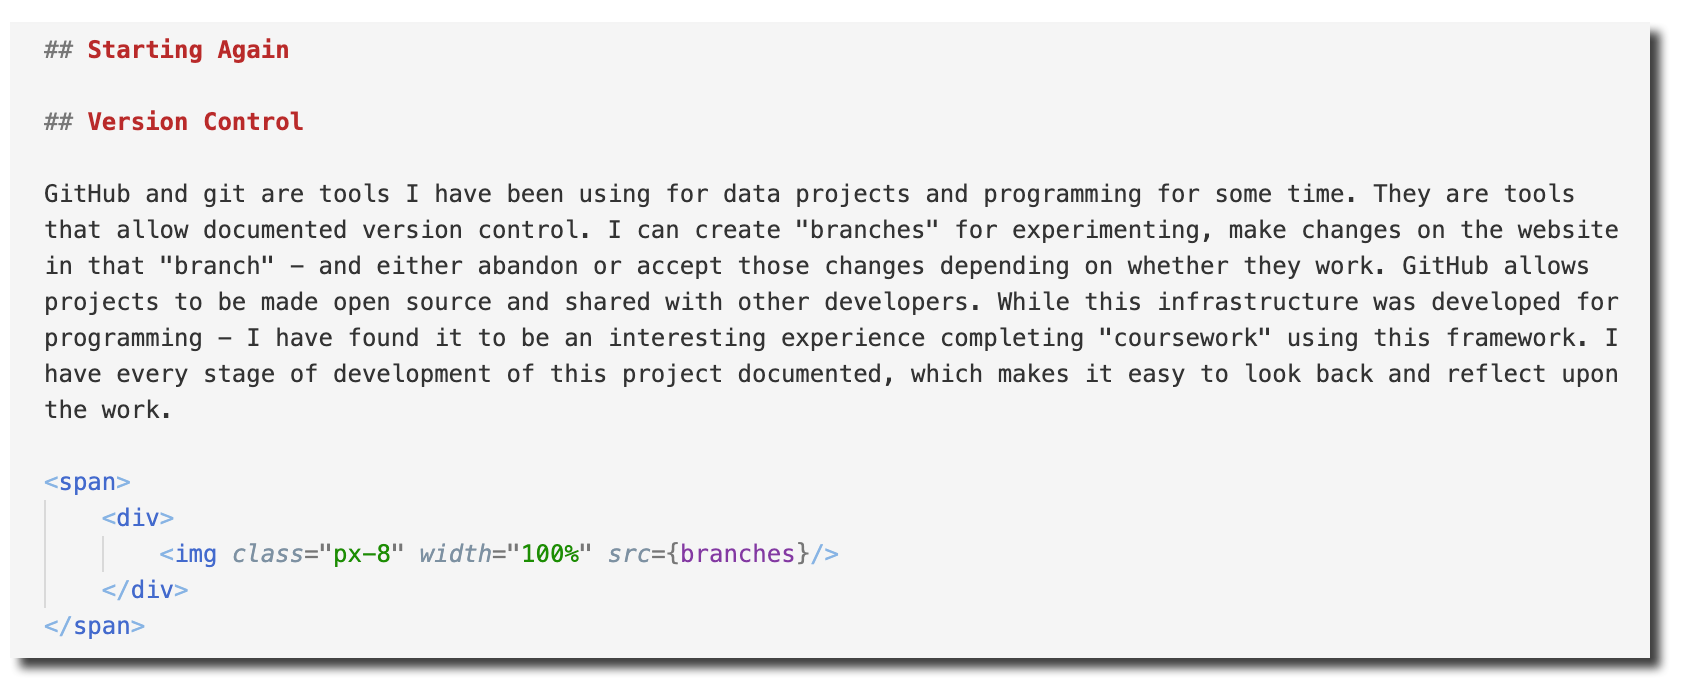 ## Starting Again
## Version Control
GitHub and git are tools I have been using for data projects and programming for some time. They are tools
that allow documented version control. I can create "branches" for experimenting, make changes on the website
in that "branch" – and either abandon or accept those changes depending on whether they work. GitHub allows
projects to be made open source and shared with other developers. While this infrastructure was developed for
programming – I have found it to be an interesting experience completing "coursework" using this framework. I
have every stage of development of this project documented, which makes it easy to look back and reflect upon
the work.
<span>
<div>
<img class="px-8" width="100%" src={branches}/>
</div>
</span>